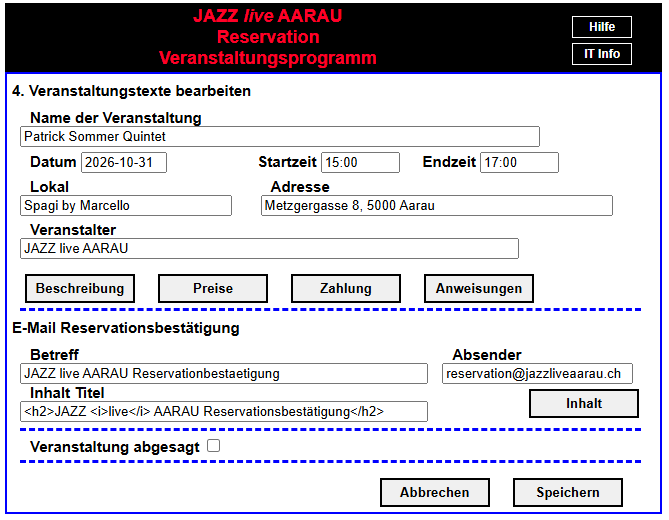 JAZZ live AARAU
Reservation
Veranstaltungsprogramm
Hilfe
IT Info
4. Veranstaltungstexte bearbeiten
Name der Veranstaltung
Patrick Sommer Quintet
Datum 2026-10-31 Startzeit 15:00 Endzeit 17:00
Lokal Adresse
Spagi by Marcello Metzgergasse 8, 5000 Aarau
Veranstalter
JAZZ live AARAU
Beschreibung Preise Zahlung Anweisungen
E-Mail Reservationsbestätigung
Betreff Absender
JAZZ live AARAU Reservationbestaetigung reservation@jazzliveaarau.ch
Inhalt Titel
<h2>JAZZ <i>live</i> AARAU Reservationsbestätigung</h2> Inhalt
Veranstaltung abgesagt
Abbrechen Speichern